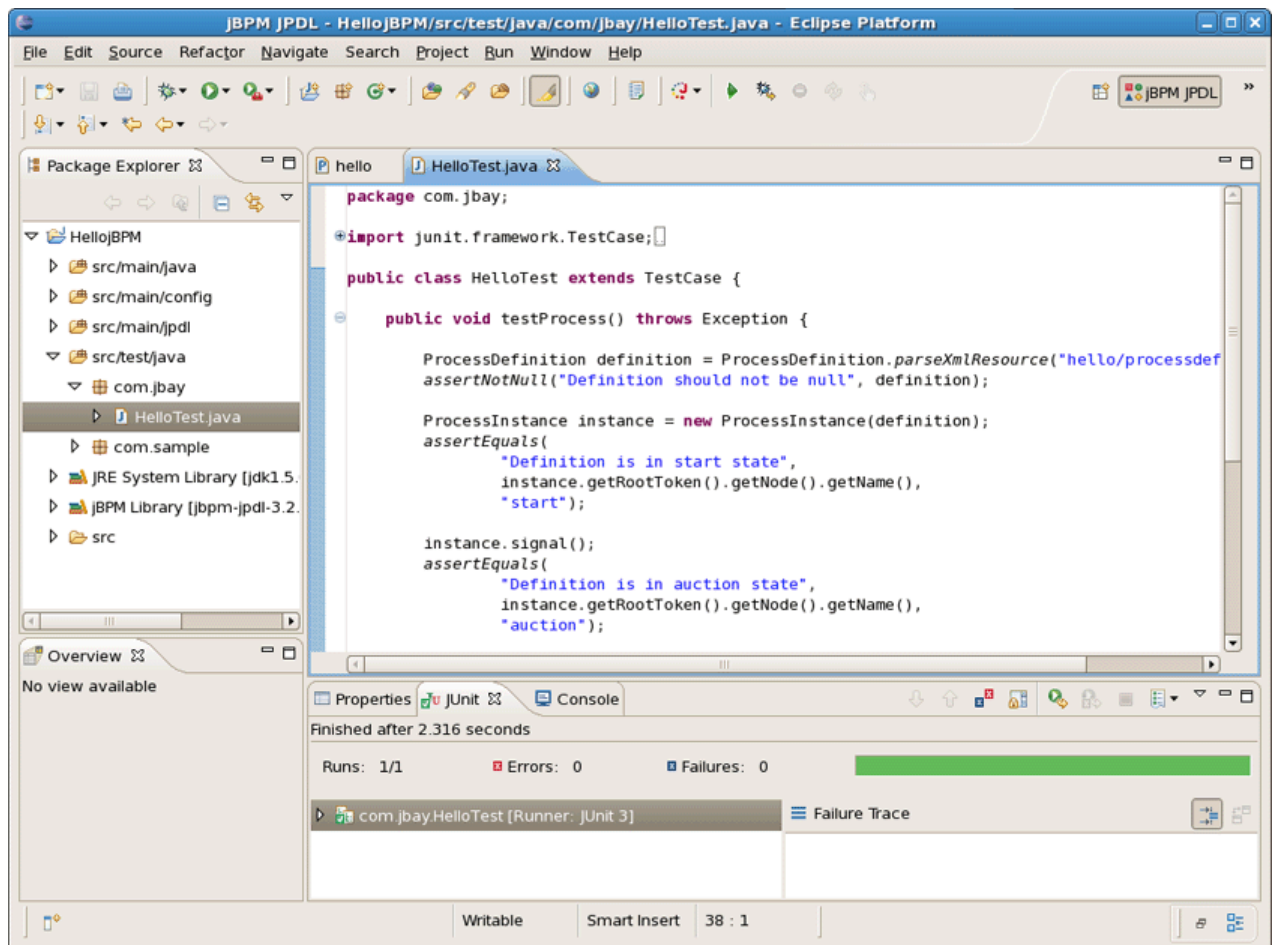 jBPM JPDL - HellojBPM/src/test/java/com/jbay/HelloTest.java - Eclipse Platform
File Edit Source Refactor Navigate Search Project Run Window Help
jBPM JPDL »
Package Explorer
HellojBPM
src/main/java
src/main/config
src/main/jpdl
src/test/java
com.jbay
HelloTest.java
com.sample
JRE System Library [jdk1.5.
jBPM Library [jbpm-jpdl-3.2.
src
Overview
No view available
hello HelloTest.java
package com.jbay;
import junit.framework.TestCase;
public class HelloTest extends TestCase {
public void testProcess() throws Exception {
ProcessDefinition definition = ProcessDefinition.parseXmlResource("hello/processdef
assertNotNull("Definition should not be null", definition);
ProcessInstance instance = new ProcessInstance(definition);
assertEquals(
"Definition is in start state",
instance.getRootToken().getNode().getName(),
"start");
instance.signal();
assertEquals(
"Definition is in auction state",
instance.getRootToken().getNode().getName(),
"auction");
Properties JUnit Console
Finished after 2.316 seconds
Runs: 1/1 Errors: 0 Failures: 0
com.jbay.HelloTest [Runner: JUnit 3]
Failure Trace
Writable Smart Insert 38 : 1